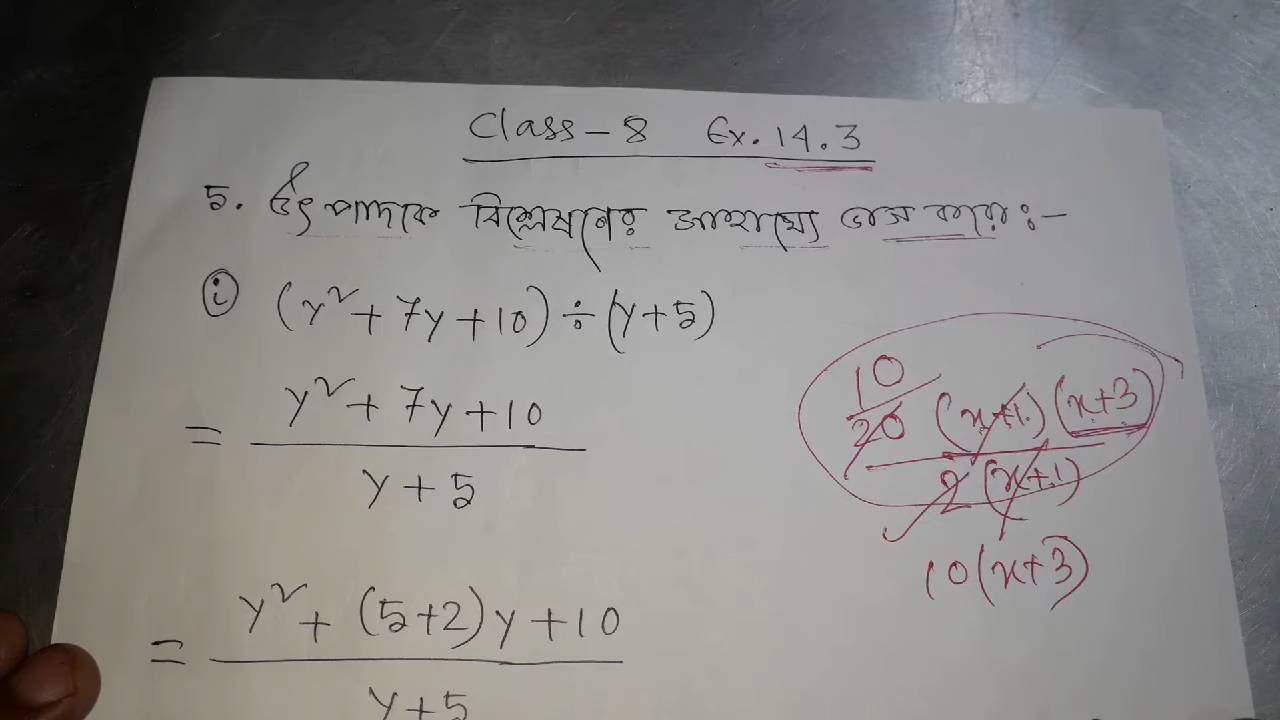 Class - 8 Ex. 14.3
5. উৎপাদকে বিশ্লেষনের সাহায্যে ভাগ করো :-
(i) (y² + 7y + 10) ÷ (y + 5)
= y² + 7y + 10
y + 5
= y² + (5+2)y + 10
y + 5
10
20 (x+1) (x+3)
2 (x+1)
10(x+3)